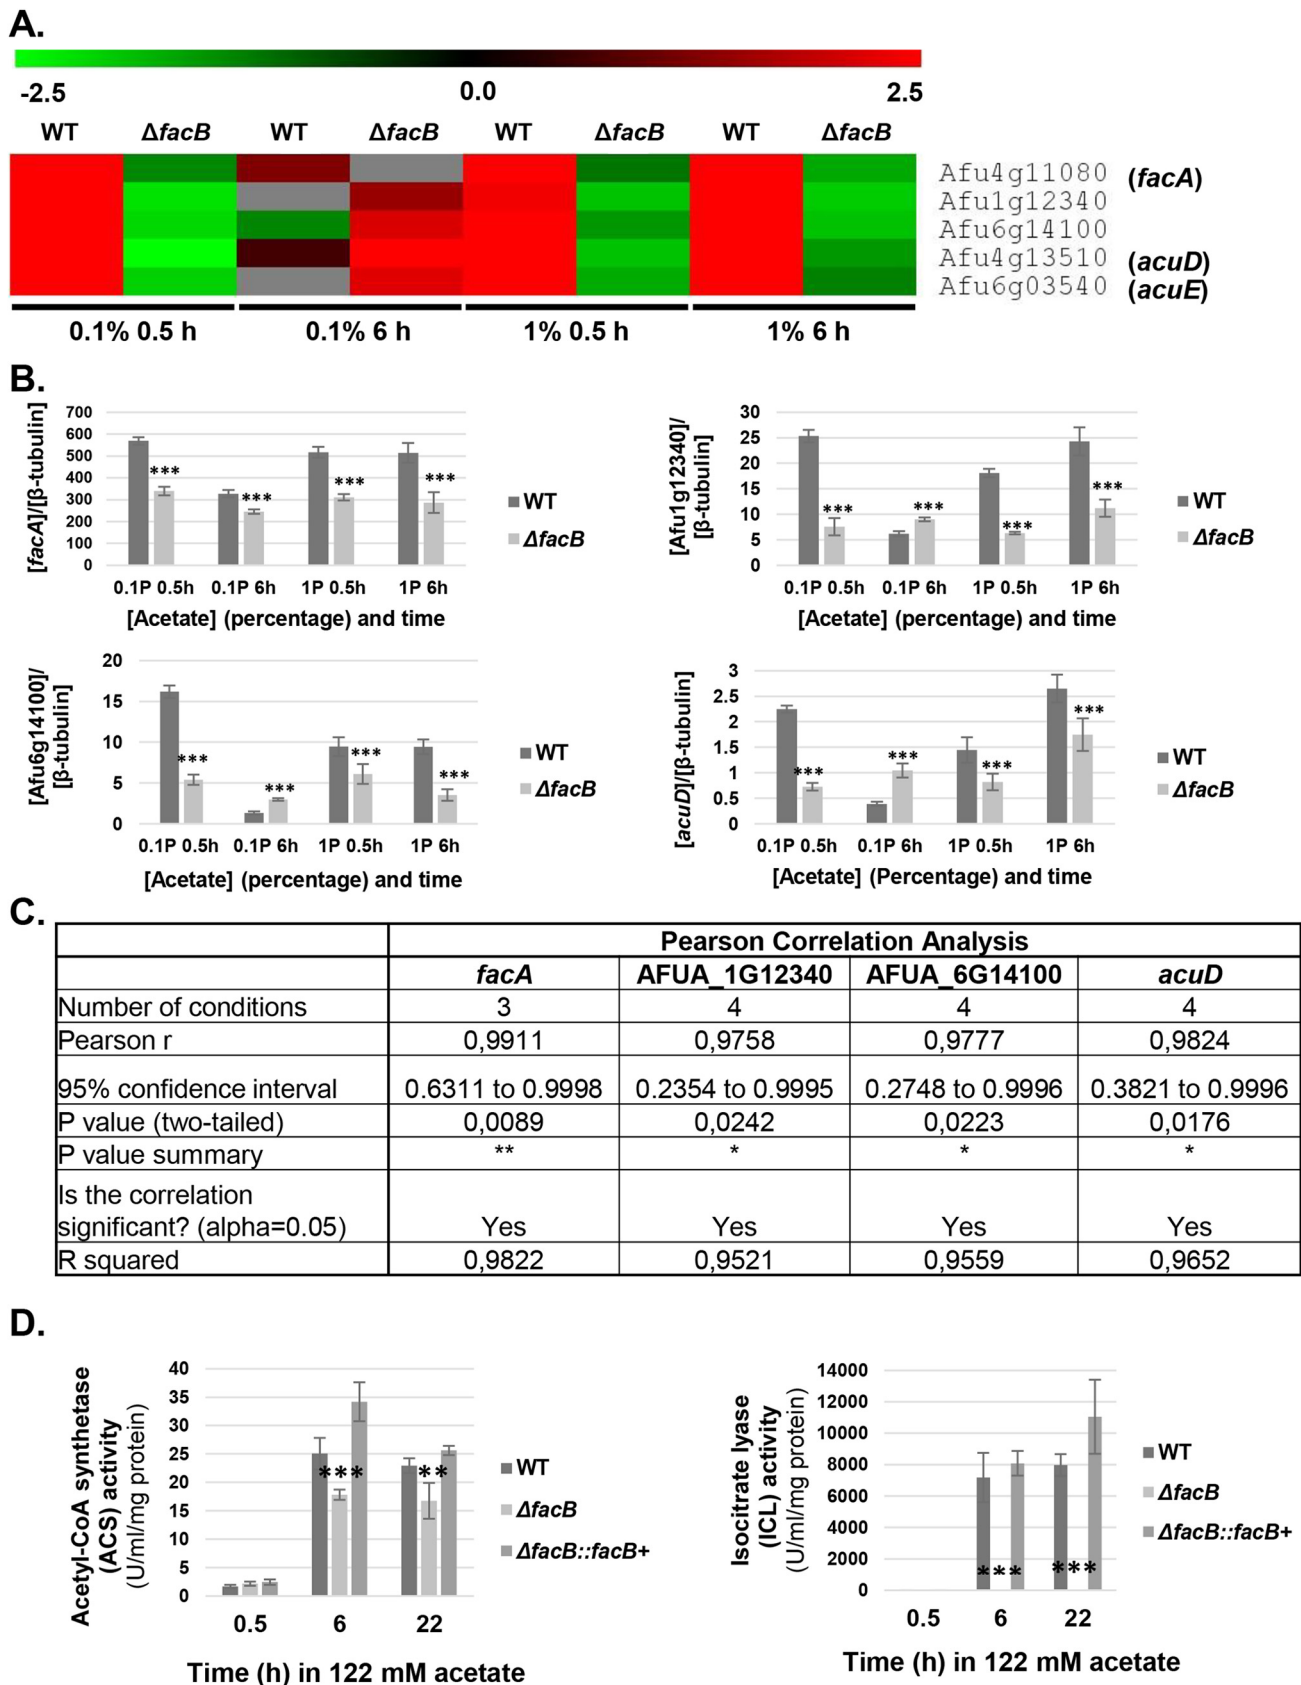 A.
-2.5 0.0 2.5
WT ΔfacB WT ΔfacB WT ΔfacB WT ΔfacB
Afu4g11080 (facA)
Afu1g12340
Afu6g14100
Afu4g13510 (acuD)
Afu6g03540 (acuE)
0.1% 0.5 h 0.1% 6 h 1% 0.5 h 1% 6 h
B.
[facA]/[β-tubulin]
700
600
500
400
300
200
100
0
*** *** *** ***
0.1P 0.5h 0.1P 6h 1P 0.5h 1P 6h
[Acetate] (percentage) and time
WT
ΔfacB
[Afu1g12340]/
[β-tubulin]
30
25
20
15
10
5
0
*** *** *** ***
0.1P 0.5h 0.1P 6h 1P 0.5h 1P 6h
[Acetate] (percentage) and time
WT
ΔfacB
[Afu6g14100]/
[β-tubulin]
20
15
10
5
0
*** *** *** ***
0.1P 0.5h 0.1P 6h 1P 0.5h 1P 6h
[Acetate] (percentage) and time
WT
ΔfacB
[acuD]/[β-tubulin]
3
2.5
2
1.5
1
0.5
0
*** *** *** ***
0.1P 0.5h 0.1P 6h 1P 0.5h 1P 6h
[Acetate] (Percentage) and time
WT
ΔfacB
C.
Pearson Correlation Analysis
facA AFUA_1G12340 AFUA_6G14100 acuD
Number of conditions 3 4 4 4
Pearson r 0,9911 0,9758 0,9777 0,9824
95% confidence interval 0.6311 to 0.9998 0.2354 to 0.9995 0.2748 to 0.9996 0.3821 to 0.9996
P value (two-tailed) 0,0089 0,0242 0,0223 0,0176
P value summary ** * * *
Is the correlation
significant? (alpha=0.05) Yes Yes Yes Yes
R squared 0,9822 0,9521 0,9559 0,9652
D.
Acetyl-CoA synthetase
(ACS) activity
(U/ml/mg protein)
40
35
30
25
20
15
10
5
0
*** **
0.5 6 22
Time (h) in 122 mM acetate
WT
ΔfacB
ΔfacB::facB+
Isocitrate lyase
(ICL) activity
(U/ml/mg protein)
14000
12000
10000
8000
6000
4000
2000
0
*** ***
0.5 6 22
Time (h) in 122 mM acetate
WT
ΔfacB
ΔfacB::facB+